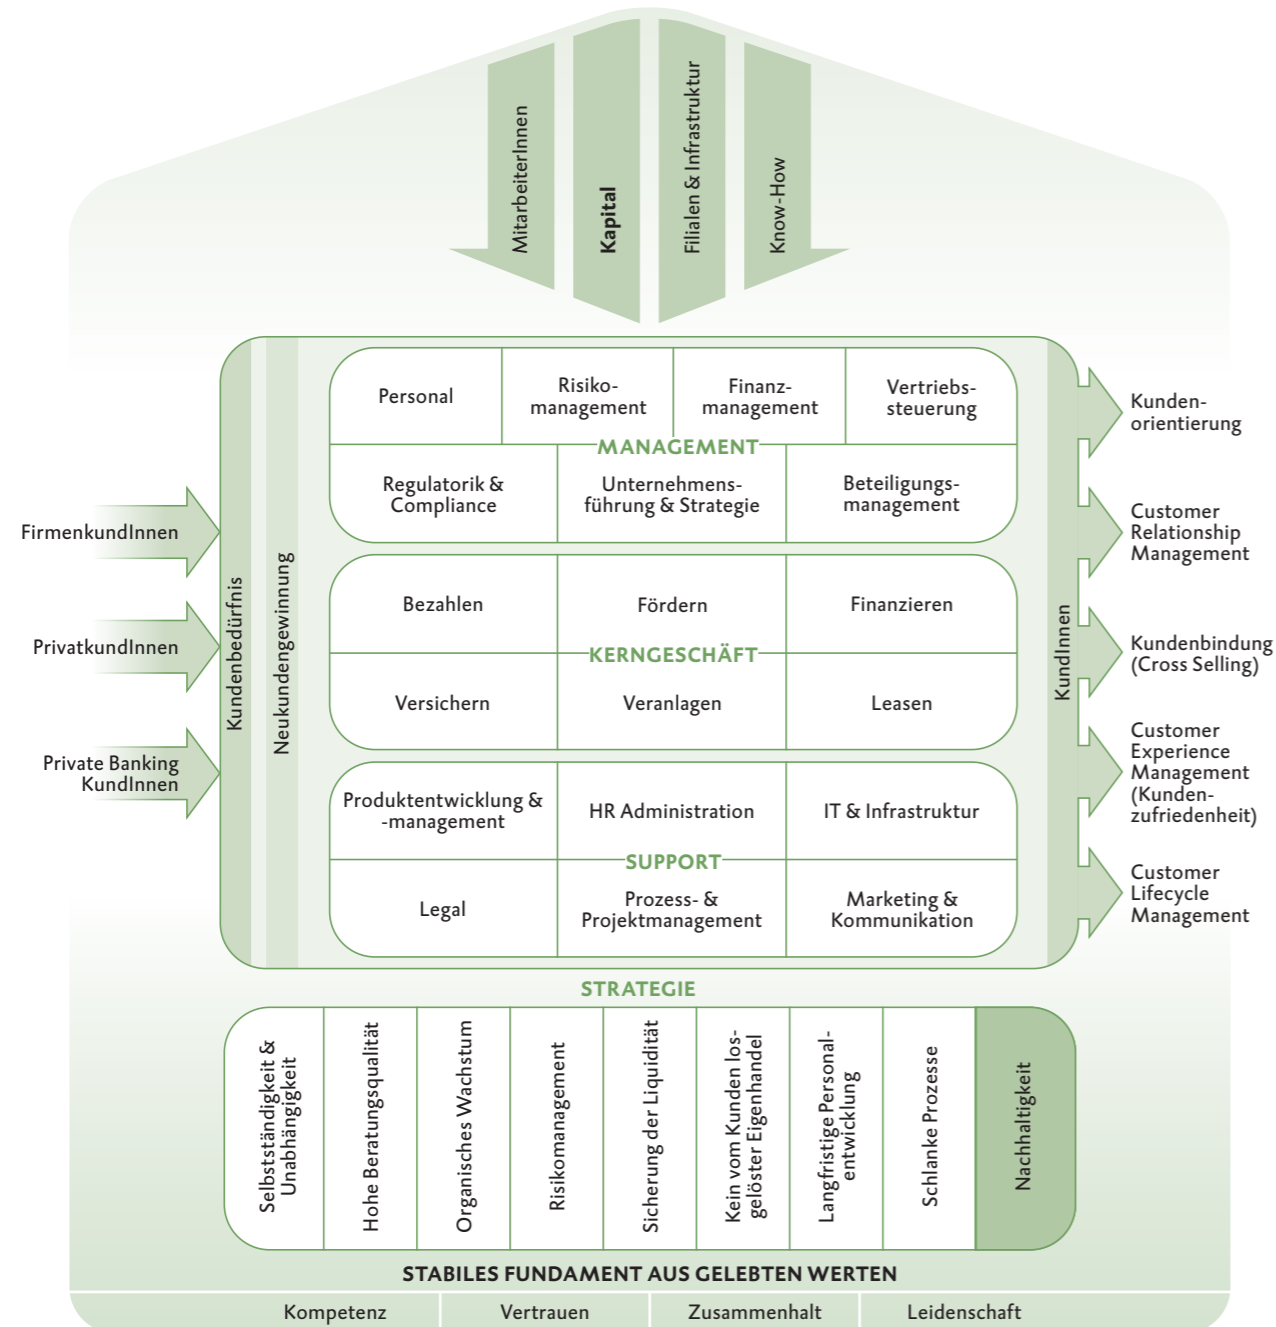 MitarbeiterInnen
Kapital
Filialen & Infrastruktur
Know-How
FirmenkundInnen
PrivatkundInnen
Private Banking
KundInnen
Kundenbedürfnis
Neukundengewinnung
Personal
Risiko-
management
Finanz-
management
Vertriebs-
steuerung
MANAGEMENT
Regulatorik &
Compliance
Unternehmens-
führung & Strategie
Beteiligungs-
management
Bezahlen
Fördern
Finanzieren
KERNGESCHÄFT
Versichern
Veranlagen
Leasen
Produktentwicklung &
-management
HR Administration
IT & Infrastruktur
SUPPORT
Legal
Prozess- &
Projektmanagement
Marketing &
Kommunikation
KundInnen
Kunden-
orientierung
Customer
Relationship
Management
Kundenbindung
(Cross Selling)
Customer
Experience
Management
(Kunden-
zufriedenheit)
Customer
Lifecycle
Management
STRATEGIE
Selbstständigkeit &
Unabhängigkeit
Hohe Beratungsqualität
Organisches Wachstum
Risikomanagement
Sicherung der Liquidität
Kein vom Kunden los-
gelöster Eigenhandel
Langfristige Personal-
entwicklung
Schlanke Prozesse
Nachhaltigkeit
STABILES FUNDAMENT AUS GELEBTEN WERTEN
Kompetenz
Vertrauen
Zusammenhalt
Leidenschaft